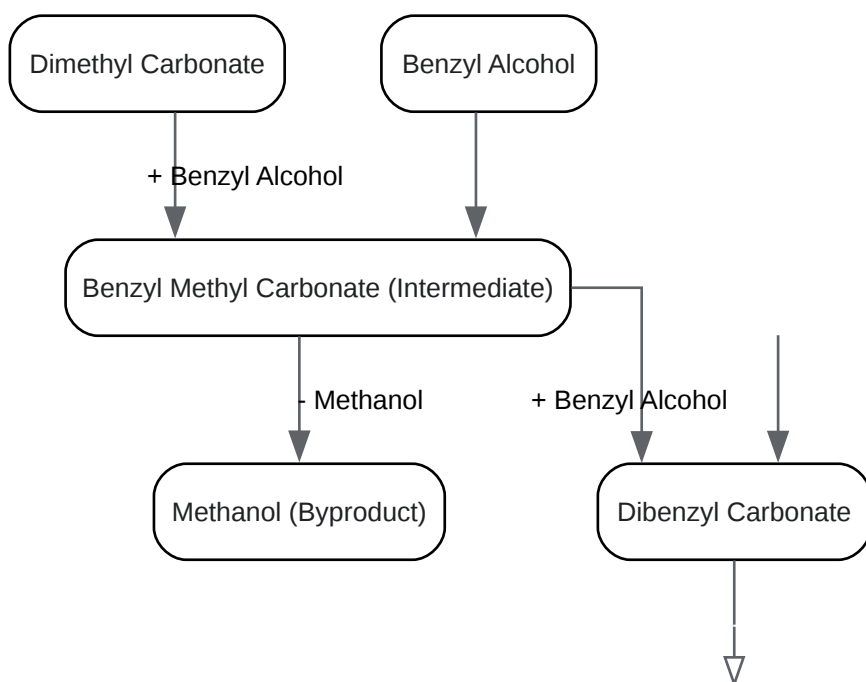 Dimethyl Carbonate
Benzyl Alcohol
+ Benzyl Alcohol
Benzyl Methyl Carbonate (Intermediate)
- Methanol
+ Benzyl Alcohol
Methanol (Byproduct)
Dibenzyl Carbonate